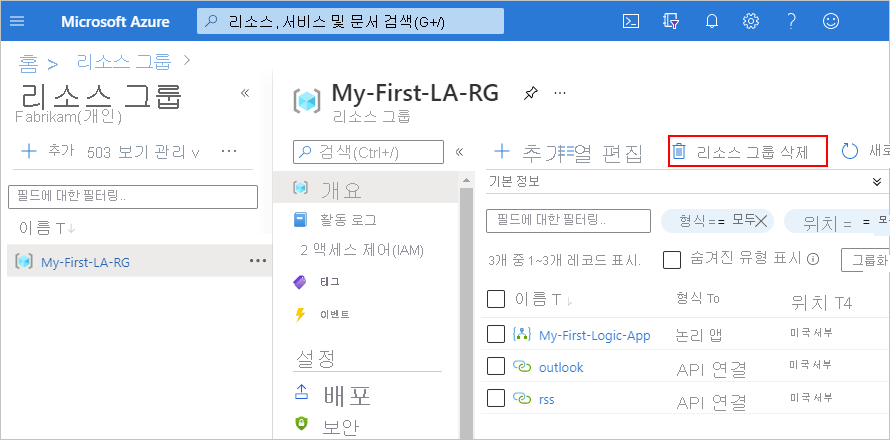 Microsoft Azure
리소스, 서비스 및 문서 검색(G+/)
홈 > 리소스 그룹 >
리소스 그룹 «
Fabrikam(개인)
+ 추가 503 보기 관리 ∨ ···
필드에 대한 필터링..
이름 T↓
My-First-LA-RG ···
My-First-LA-RG ···
리소스 그룹
검색(Ctrl+/) «
개요
활동 로그
2 액세스 제어(IAM)
태그
이벤트
설정
배포
보안
+ 추가 열 편집 리소스 그룹 삭제 새로
기본 정보
필드에 대한 필터링.. 형식 == 모두 위치 = =
3개 중 1~3개 레코드 표시. 숨겨진 유형 표시 그룹화
이름 T↓ 형식 To 위치 T4
My-First-Logic-App 논리 앱 미국 서부
outlook API 연결 미국 서부
rss API 연결 미국 서부